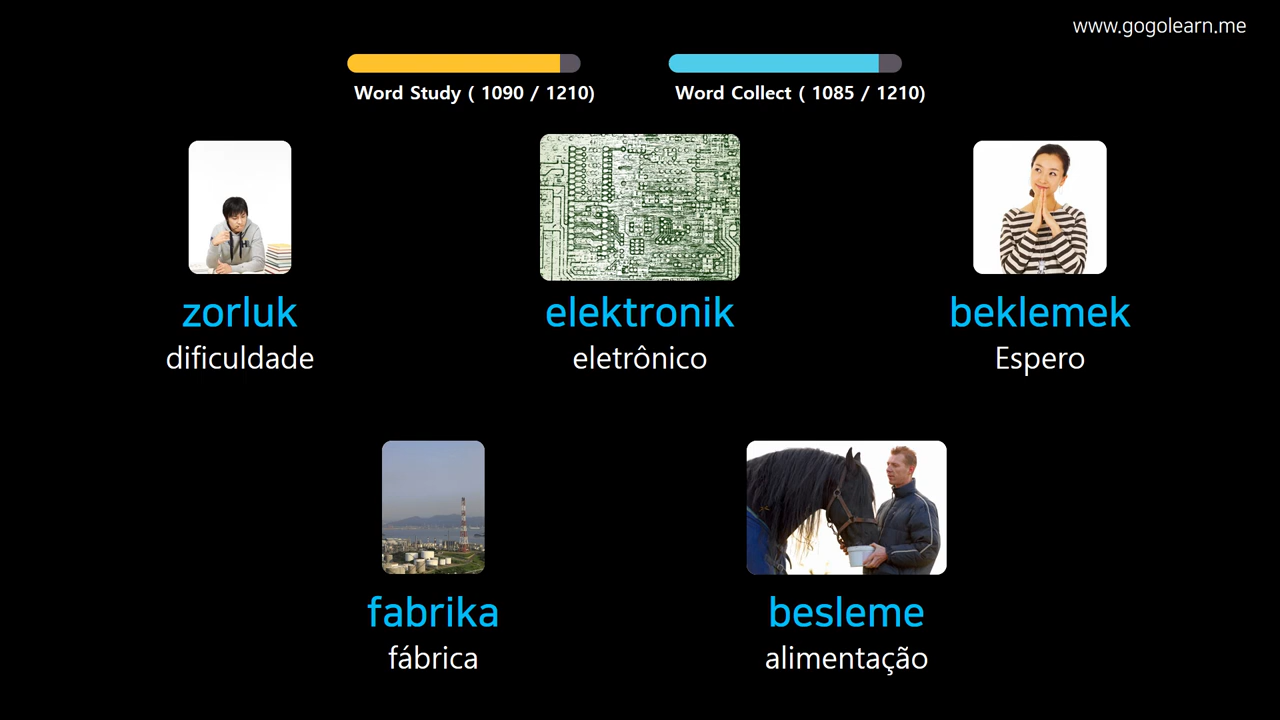 www.gogolearn.me
Word Study ( 1090 / 1210)
Word Collect ( 1085 / 1210)
zorluk
dificuldade
elektronik
eletrônico
beklemek
Espero
fabrika
fábrica
besleme
alimentação